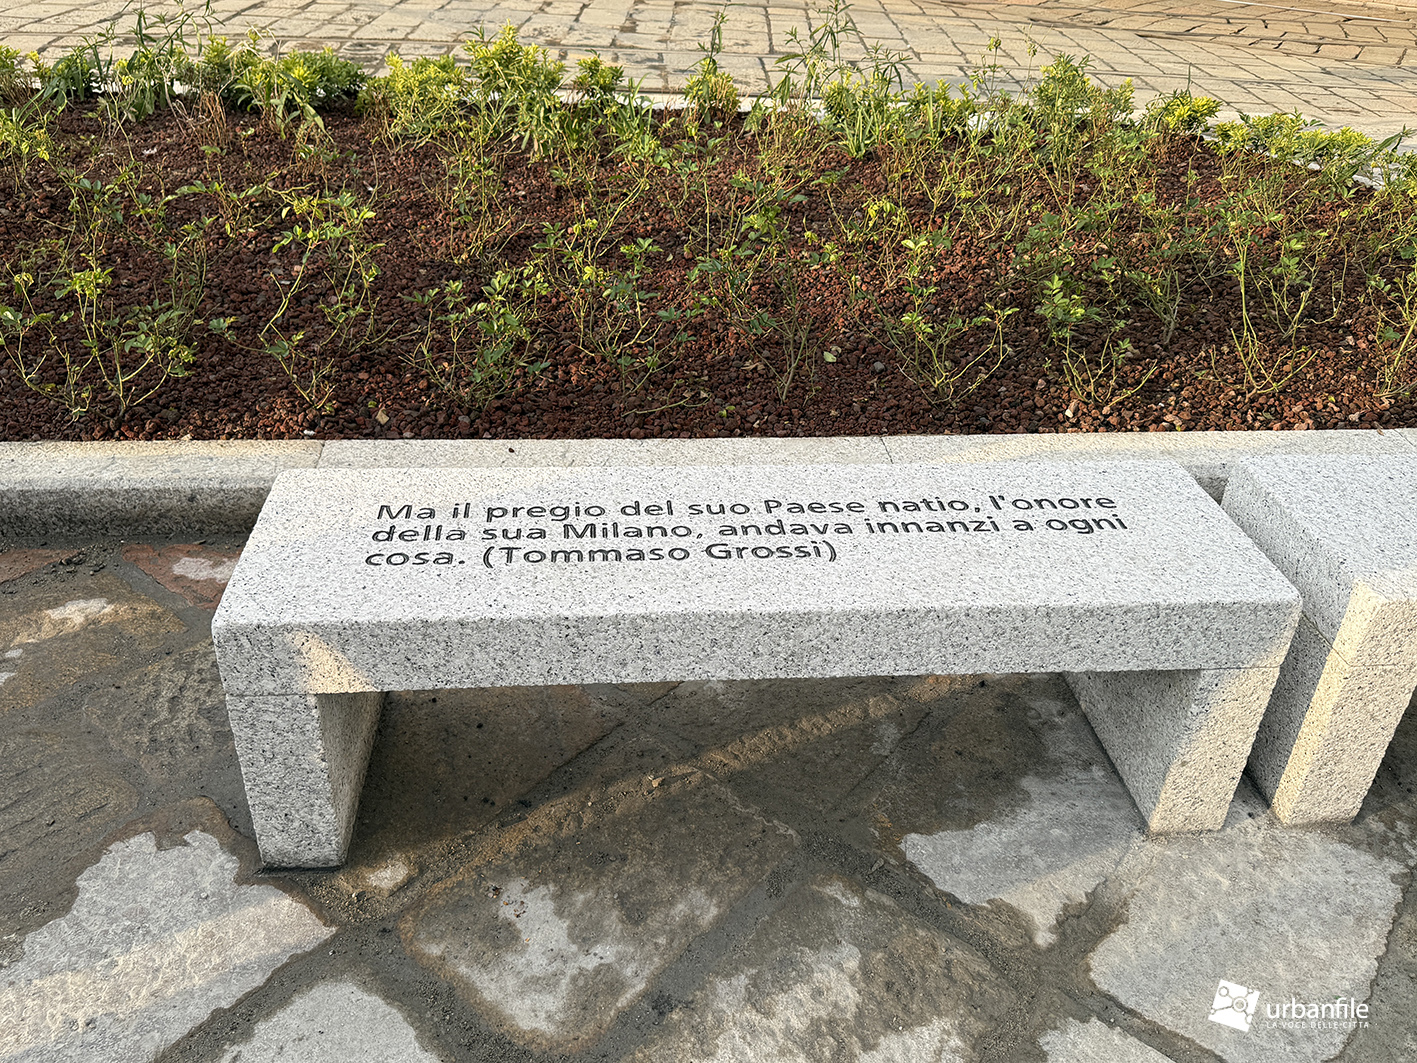 Ma il pregio del suo Paese natio, l'onore
della sua Milano, andava innanzi a ogni
cosa. (Tommaso Grossi)
urbanfile
LA VOCE DELLE CITTÀ